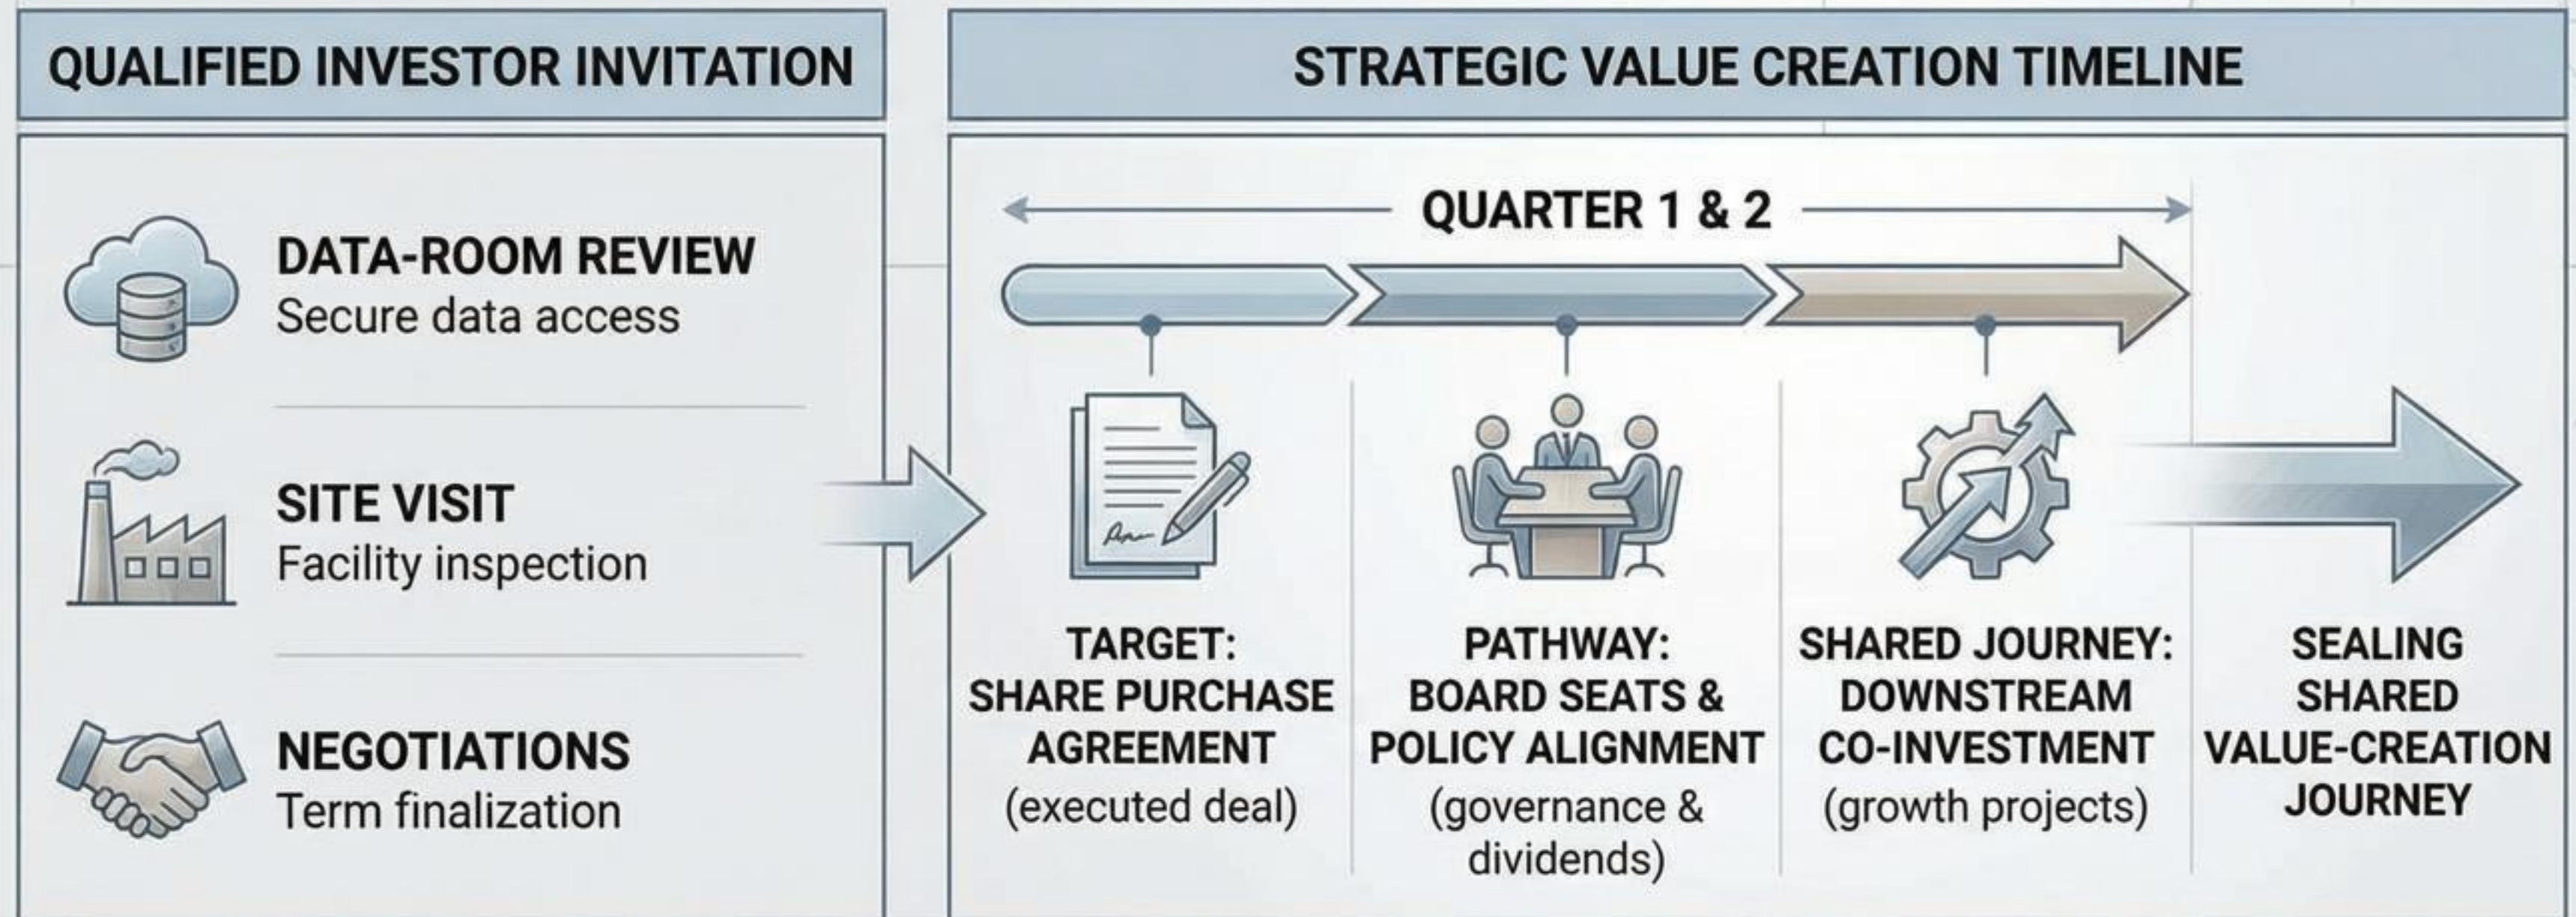 QUALIFIED INVESTOR INVITATION
DATA-ROOM REVIEW
Secure data access
SITE VISIT
Facility inspection
NEGOTIATIONS
Term finalization
STRATEGIC VALUE CREATION TIMELINE
QUARTER 1 & 2
TARGET:
SHARE PURCHASE
AGREEMENT
(executed deal)
PATHWAY:
BOARD SEATS &
POLICY ALIGNMENT
(governance &
dividends)
SHARED JOURNEY:
DOWNSTREAM
CO-INVESTMENT
(growth projects)
SEALING
SHARED
VALUE-CREATION
JOURNEY